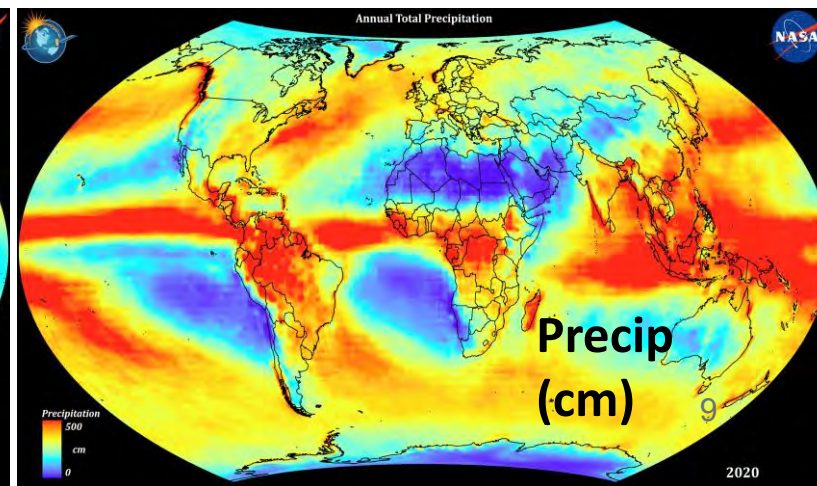 Annual Total Precipitation
NASA
Precip
(cm)
9
Precipitation
500
cm
0
2020